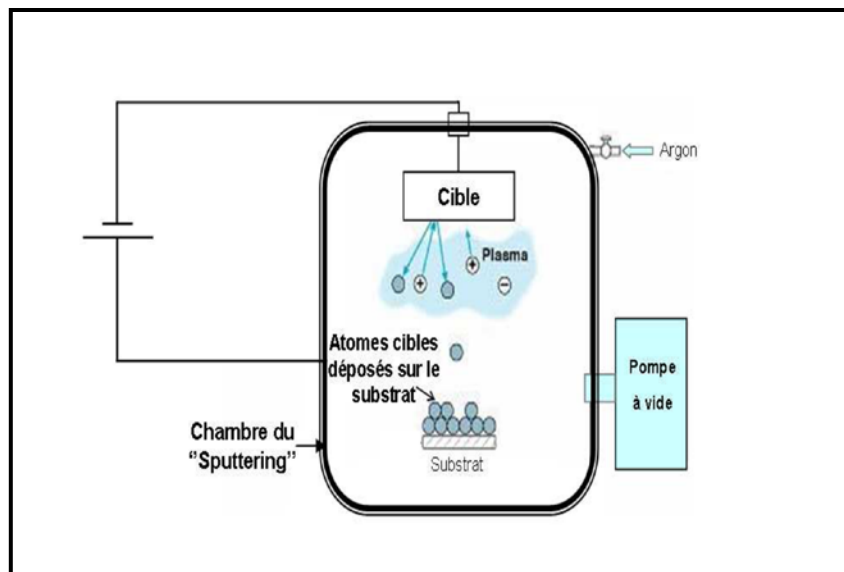 Argon
Cible
Plasma
+
+
−
Atomes cibles
déposés sur le
substrat
Pompe
à vide
Chambre du
"Sputtering"
Substrat